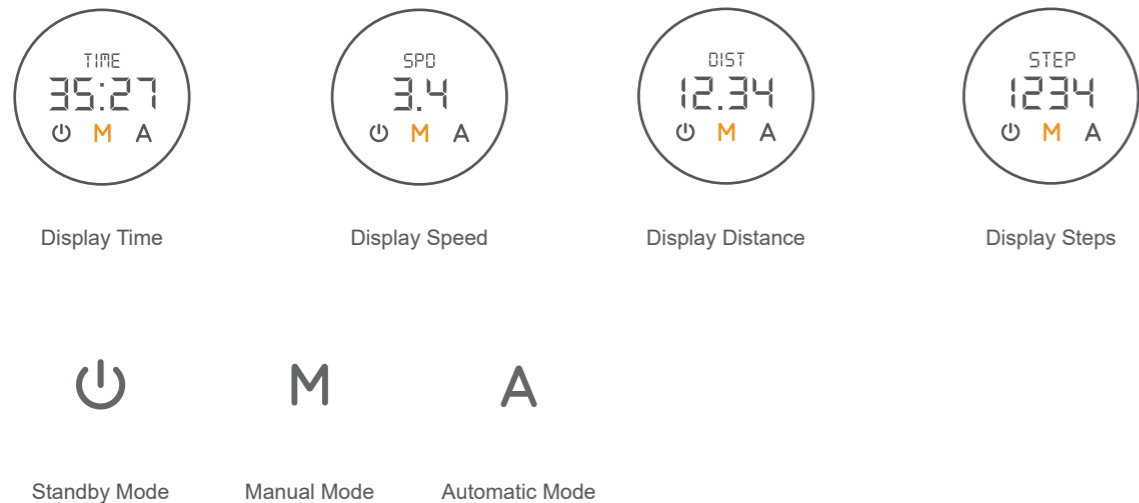 TIME
35:27
M A
Display Time
SPD
3.4
M A
Display Speed
DIST
12.34
M A
Display Distance
STEP
1234
M A
Display Steps
M
A
Standby Mode
Manual Mode
Automatic Mode